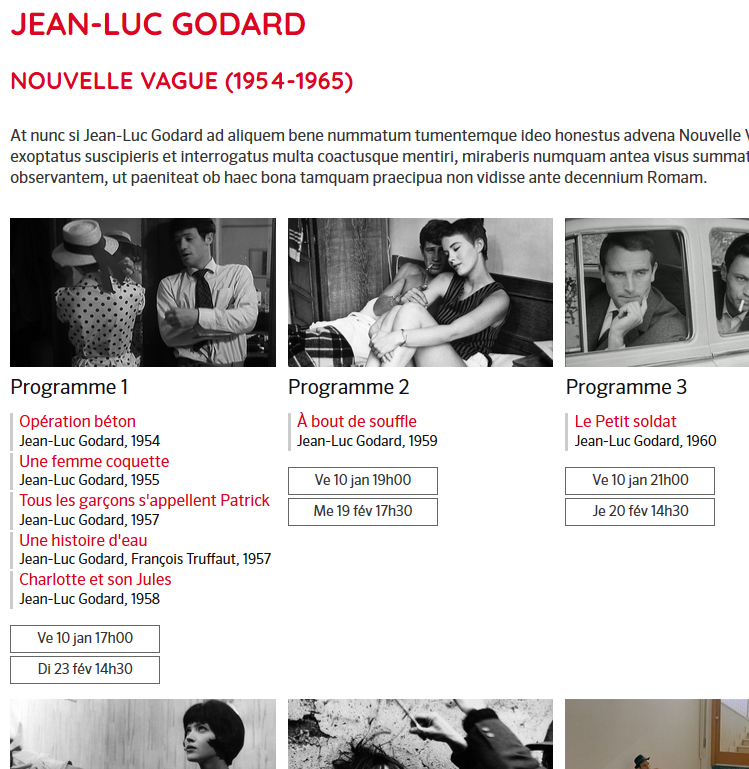 JEAN-LUC GODARD
NOUVELLE VAGUE (1954-1965)
At nunc si Jean-Luc Godard ad aliquem bene nummatum tumentemque ideo honestus advena Nouvelle
exoptatus suscipieris et interrogatus multa coactusque mentiri, miraberis numquam antea visus
observantem, ut paeniteat ob haec bona tamquam praecipua non vidisse ante decennium Romam.
Programme 1
Opération béton
Jean-Luc Godard, 1954
Une femme coquette
Jean-Luc Godard, 1955
Tous les garçons s'appellent Patrick
Jean-Luc Godard, 1957
Une histoire d'eau
Jean-Luc Godard, François Truffaut, 1957
Charlotte et son Jules
Jean-Luc Godard, 1958
Ve 10 jan 17h00
Di 23 fév 14h30
Programme 2
À bout de souffle
Jean-Luc Godard, 1959
Ve 10 jan 19h00
Me 19 fév 17h30
Programme 3
Le Petit soldat
Jean-Luc Godard, 1960
Ve 10 jan 21h00
Je 20 fév 14h30